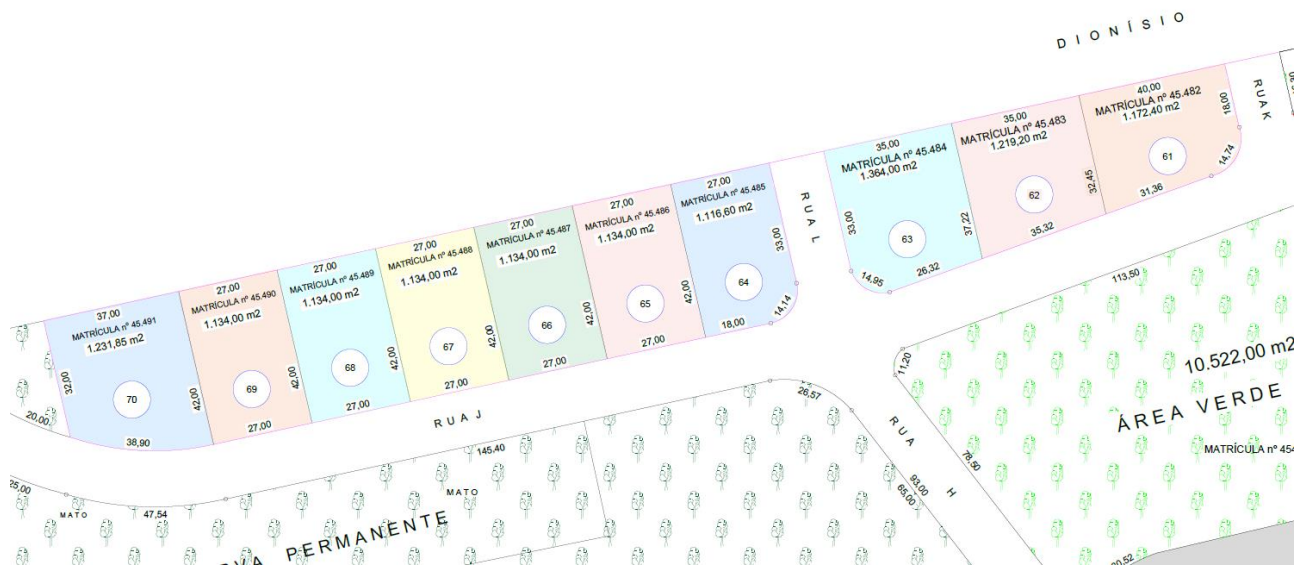 DIONÍSIO
40,00
MATRÍCULA nº 45.482
1.172,40 m2
18,00
RUA K
61
14,74
31,36
35,00
MATRÍCULA nº 45.483
1.219,20 m2
32,45
62
35,32
35,00
MATRÍCULA nº 45.484
1.364,00 m2
33,00
37,22
63
14,95
26,32
RUA L
27,00
MATRÍCULA nº 45.485
1.116,60 m2
33,00
64
14,14
18,00
27,00
MATRÍCULA nº 45.486
1.134,00 m2
42,00
65
27,00
27,00
MATRÍCULA nº 45.487
1.134,00 m2
42,00
66
27,00
27,00
MATRÍCULA nº 45.488
1.134,00 m2
42,00
67
27,00
27,00
MATRÍCULA nº 45.489
1.134,00 m2
42,00
68
27,00
27,00
MATRÍCULA nº 45.490
1.134,00 m2
42,00
69
27,00
37,00
MATRÍCULA nº 45.491
1.231,85 m2
32,00
42,00
70
38,90
20,00
RUA J
113,50
11,20
10.522,00 m2
ÁREA VERDE
MATRÍCULA nº 454
26,57
RUA H
78,50
93,00
65,00
145,40
MATO
25,00
MATO
47,54
VA PERMANENTE